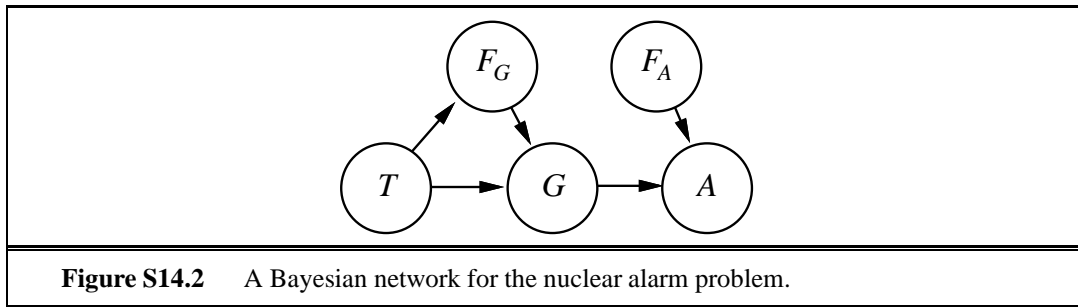 F_G F_A
T G A
Figure S14.2 A Bayesian network for the nuclear alarm problem.